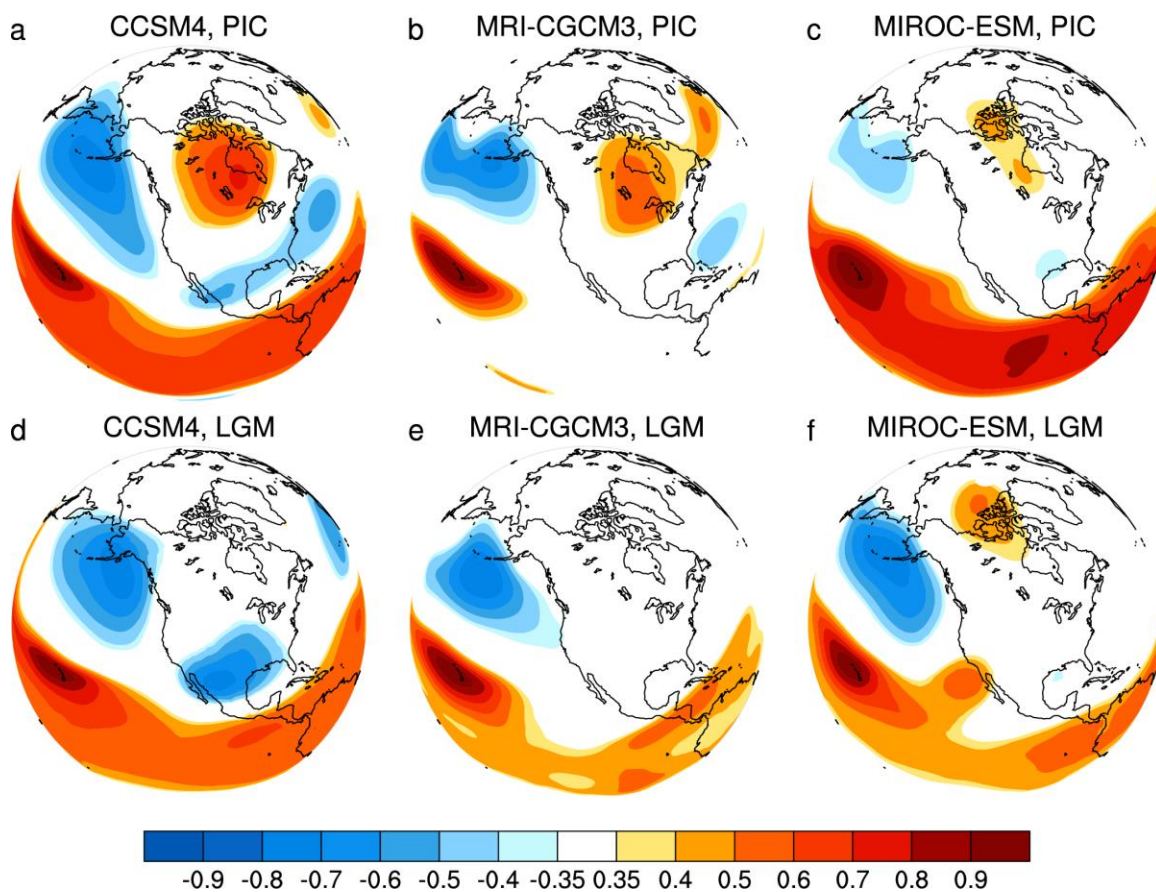 a CCSM4, PIC
b MRI-CGCM3, PIC
c MIROC-ESM, PIC
d CCSM4, LGM
e MRI-CGCM3, LGM
f MIROC-ESM, LGM
-0.9 -0.8 -0.7 -0.6 -0.5 -0.4 -0.35 0.35 0.4 0.5 0.6 0.7 0.8 0.9